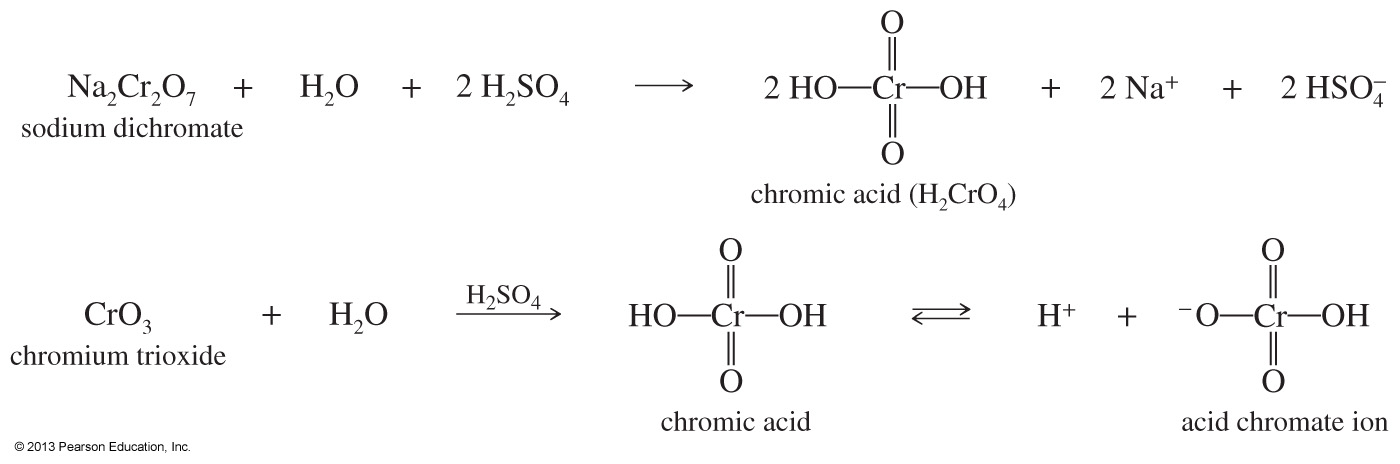 O
Na₂Cr₂O₇ + H₂O + 2 H₂SO₄ ⟶ 2 HO—Cr—OH + 2 Na⁺ + 2 HSO₄⁻
sodium dichromate
O
chromic acid (H₂CrO₄)
O O
H₂SO₄
CrO₃ + H₂O ⟶ HO—Cr—OH ⇌ H⁺ + ⁻O—Cr—OH
chromium trioxide
O O
chromic acid acid chromate ion
© 2013 Pearson Education, Inc.